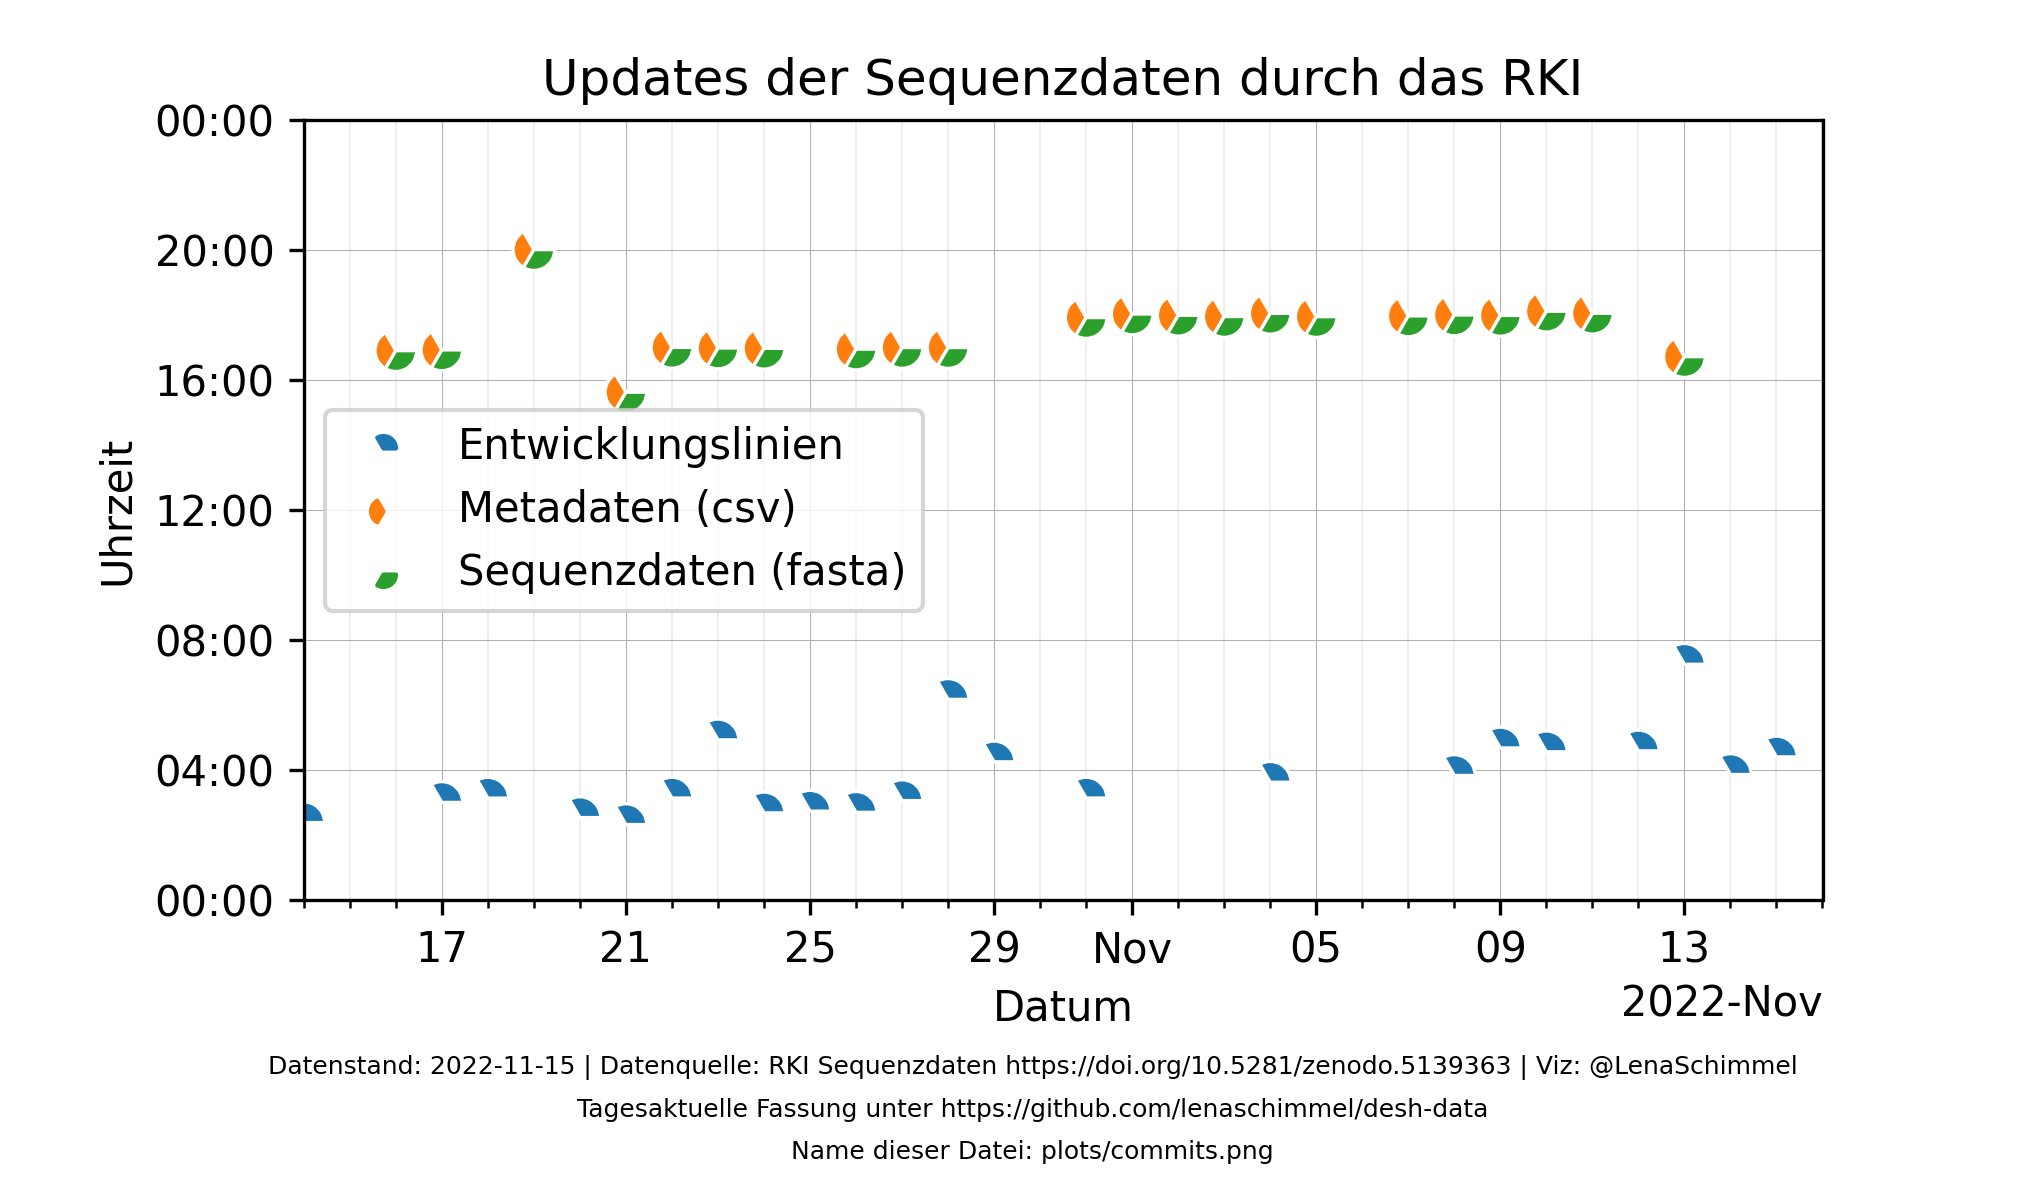 Updates der Sequenzdaten durch das RKI
00:00
20:00
16:00
12:00
08:00
04:00
00:00
Uhrzeit
Entwicklungslinien
Metadaten (csv)
Sequenzdaten (fasta)
17 21 25 29 Nov 05 09 13
Datum
2022-Nov
Datenstand: 2022-11-15 | Datenquelle: RKI Sequenzdaten https://doi.org/10.5281/zenodo.5139363 | Viz: @LenaSchimmel
Tagesaktuelle Fassung unter https://github.com/lenaschimmel/desh-data
Name dieser Datei: plots/commits.png